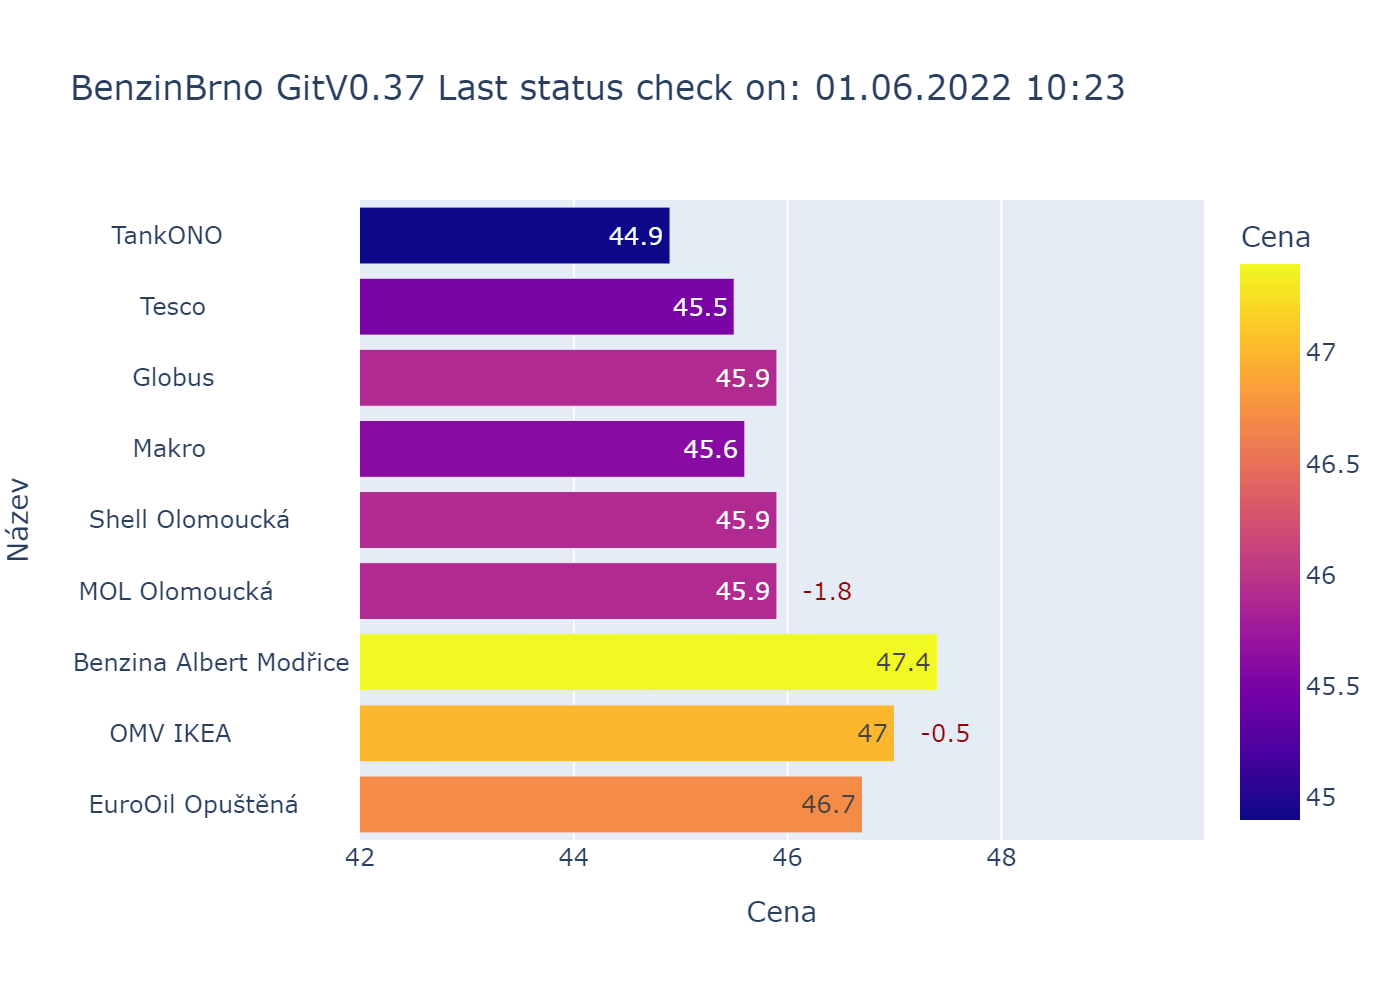 BenzinBrno GitV0.37 Last status check on: 01.06.2022 10:23
Název
TankONO 44.9
Tesco 45.5
Globus 45.9
Makro 45.6
Shell Olomoucká 45.9
MOL Olomoucká 45.9 -1.8
Benzina Albert Modřice 47.4
OMV IKEA 47 -0.5
EuroOil Opuštěná 46.7
42 44 46 48
Cena
Cena
47
46.5
46
45.5
45